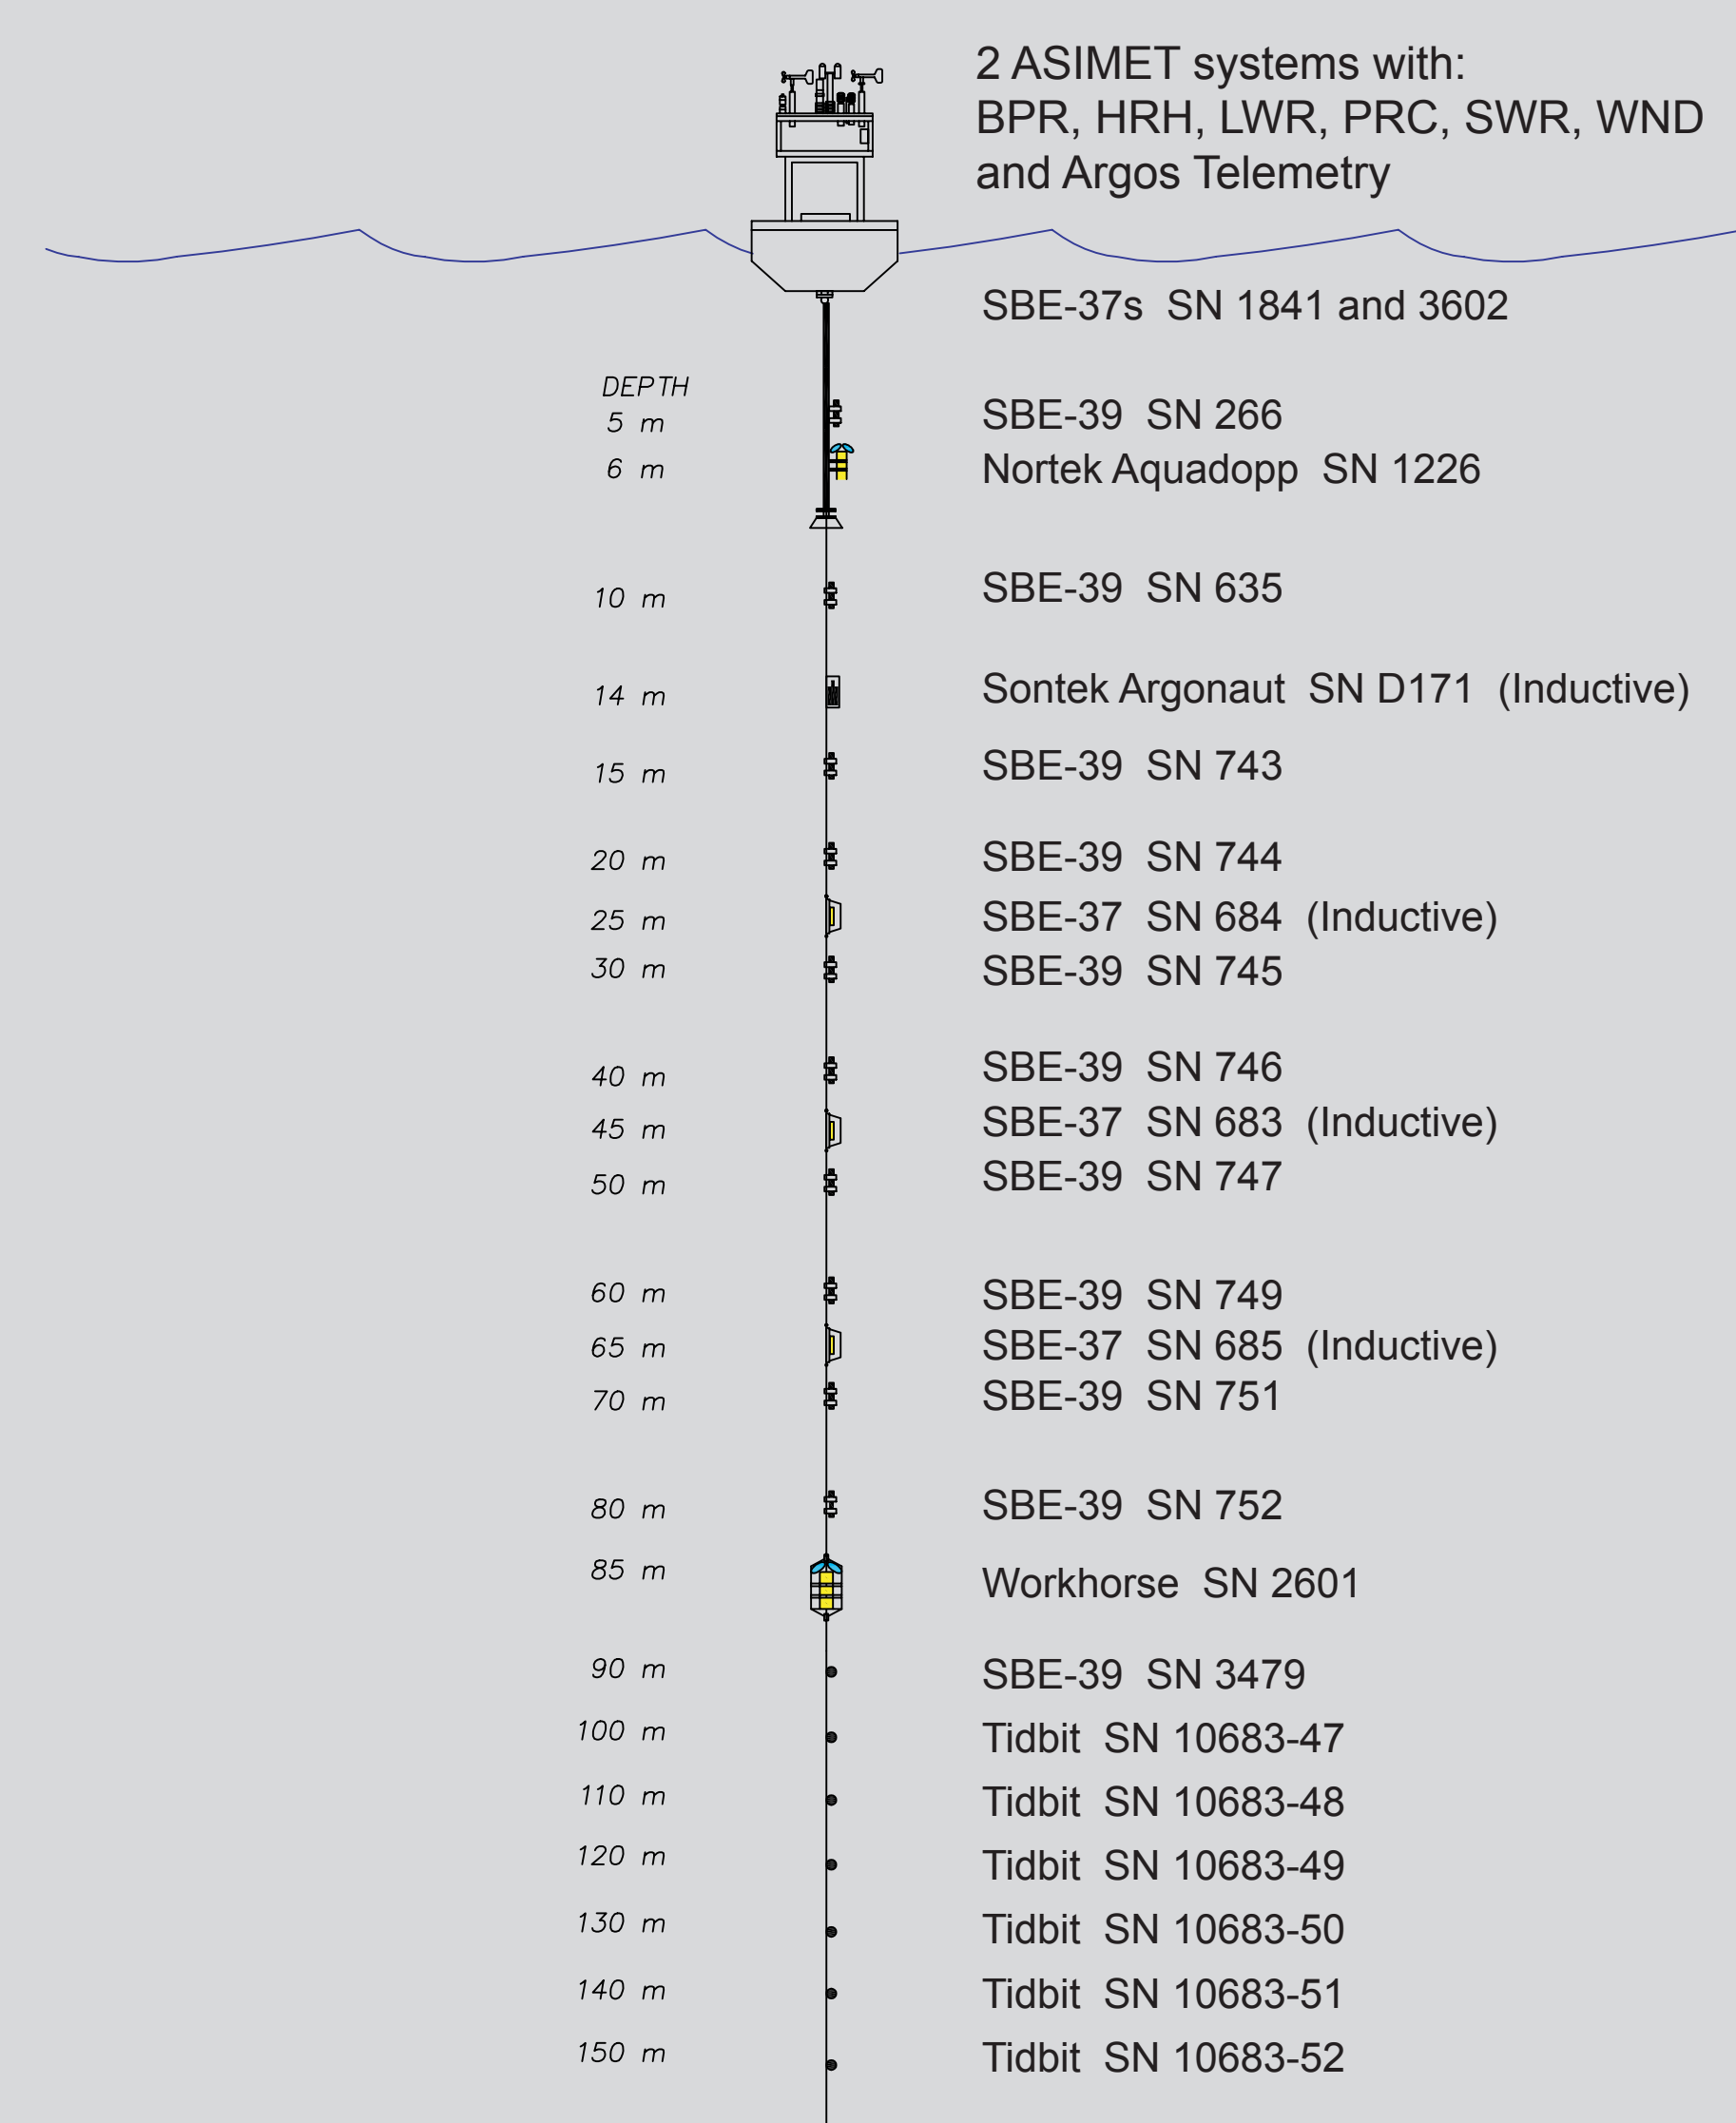 2 ASIMET systems with:
BPR, HRH, LWR, PRC, SWR, WND
and Argos Telemetry
SBE-37s SN 1841 and 3602
DEPTH
5 m SBE-39 SN 266
6 m Nortek Aquadopp SN 1226
10 m SBE-39 SN 635
14 m Sontek Argonaut SN D171 (Inductive)
15 m SBE-39 SN 743
20 m SBE-39 SN 744
25 m SBE-37 SN 684 (Inductive)
30 m SBE-39 SN 745
40 m SBE-39 SN 746
45 m SBE-37 SN 683 (Inductive)
50 m SBE-39 SN 747
60 m SBE-39 SN 749
65 m SBE-37 SN 685 (Inductive)
70 m SBE-39 SN 751
80 m SBE-39 SN 752
85 m Workhorse SN 2601
90 m SBE-39 SN 3479
100 m Tidbit SN 10683-47
110 m Tidbit SN 10683-48
120 m Tidbit SN 10683-49
130 m Tidbit SN 10683-50
140 m Tidbit SN 10683-51
150 m Tidbit SN 10683-52